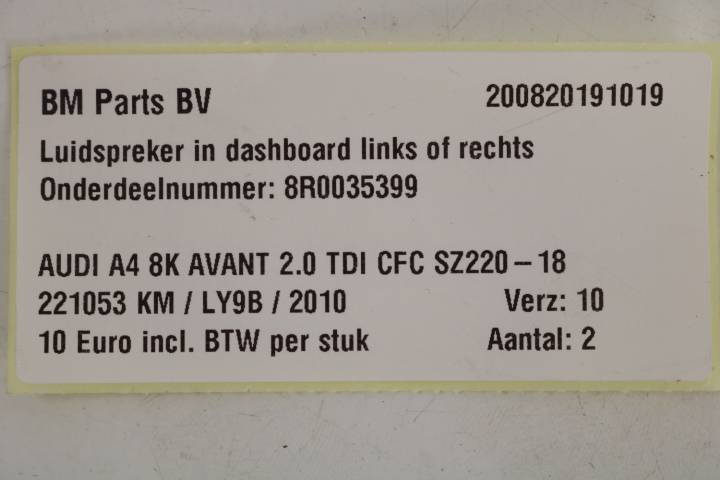 BM Parts BV 200820191019
Luidspreker in dashboard links of rechts
Onderdeelnummer: 8R0035399
AUDI A4 8K AVANT 2.0 TDI CFC SZ220-18
221053 KM / LY9B / 2010 Verz: 10
10 Euro incl. BTW per stuk Aantal: 2